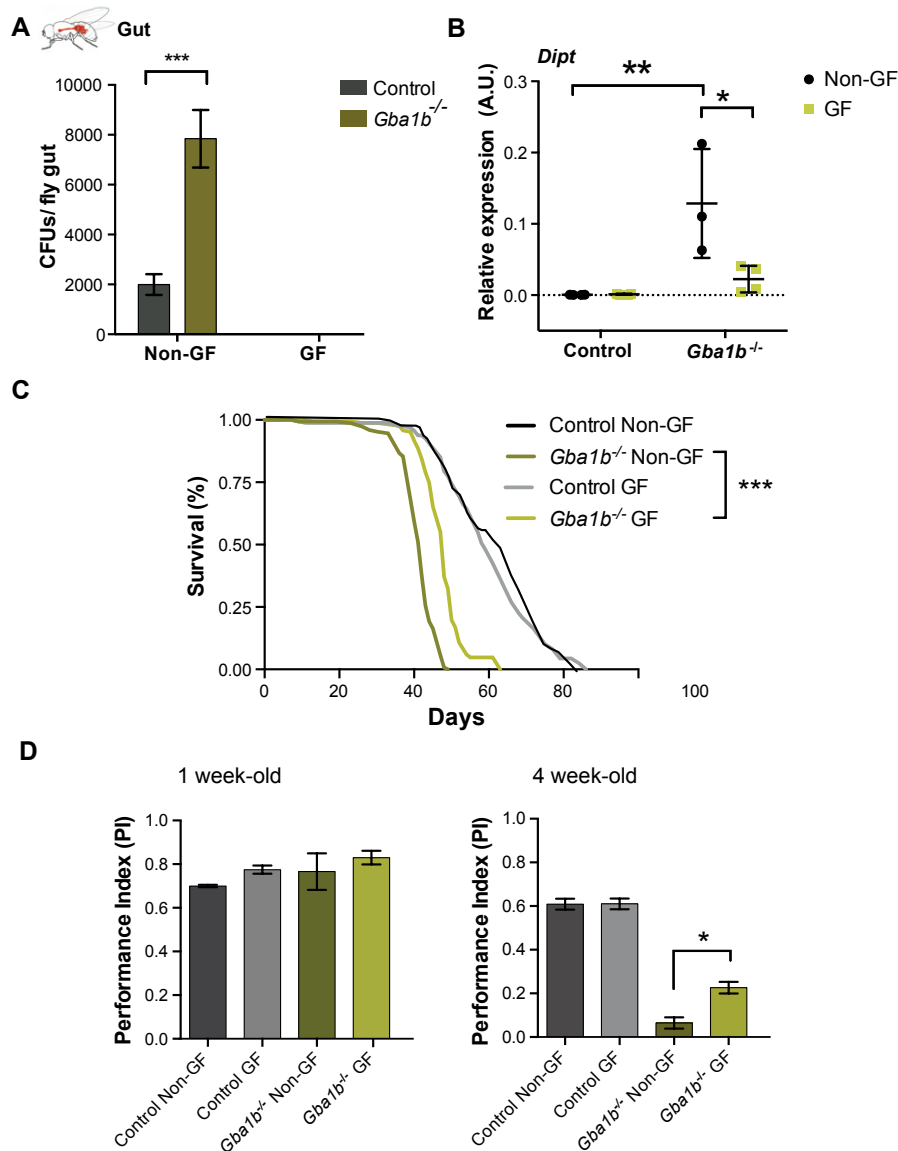 A
Gut
***
10000
8000
6000
4000
2000
0
CFUs/ fly gut
Non-GF
GF
Control
Gba1b-/-
B
Dipt
**
*
0.3
0.2
0.1
0.0
Relative expression (A.U.)
Control
Gba1b-/-
Non-GF
GF
C
1.00
0.75
0.50
0.25
0.00
Survival (%)
0 20 40 60 80 100
Days
Control Non-GF
Gba1b-/- Non-GF
Control GF
Gba1b-/- GF
***
D
1 week-old
1.0
0.8
0.6
0.4
0.2
0.0
Performance Index (PI)
Control Non-GF
Control GF
Gba1b-/- Non-GF
Gba1b-/- GF
4 week-old
1.0
0.8
0.6
0.4
0.2
0.0
Performance Index (PI)
*
Control Non-GF
Control GF
Gba1b-/- Non-GF
Gba1b-/- GF